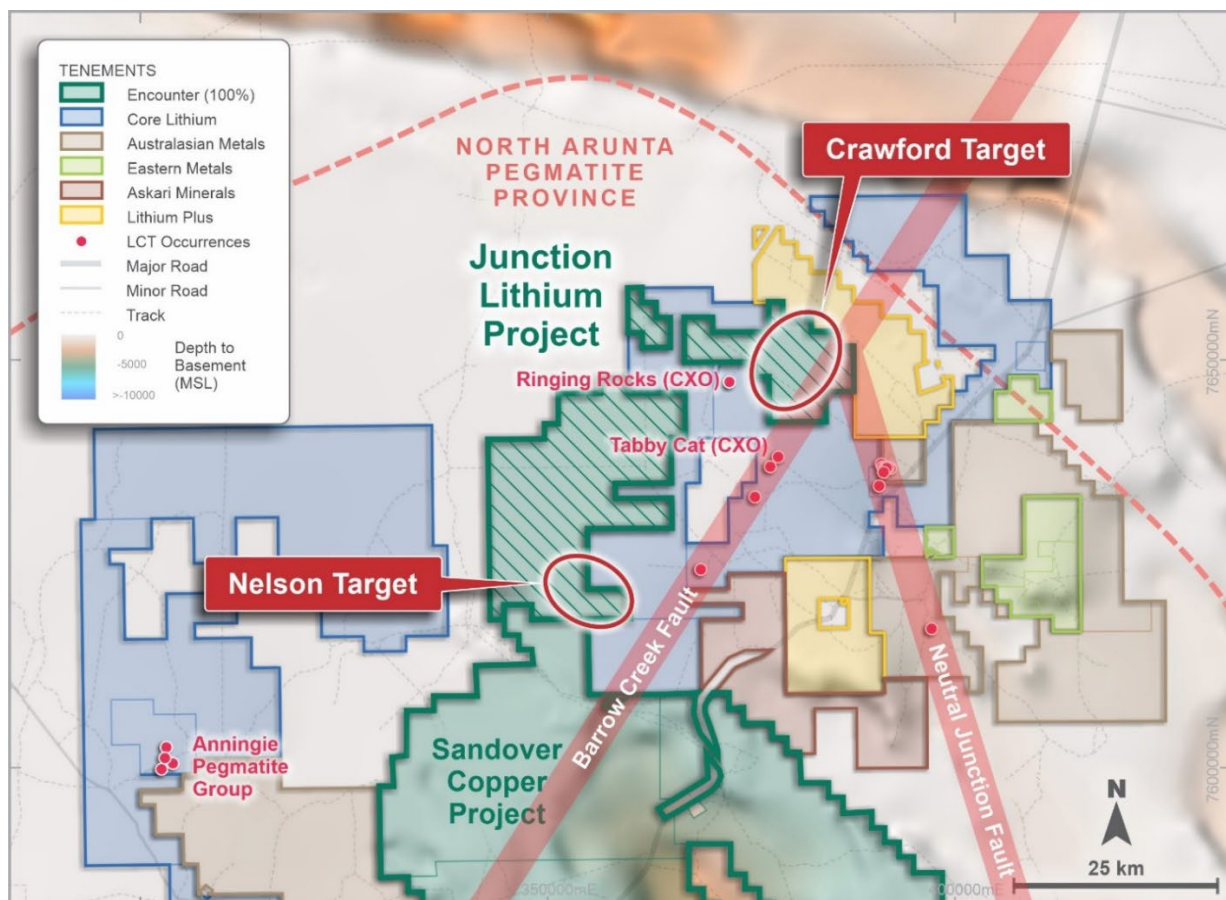 TENEMENTS
Encounter (100%)
Core Lithium
Australasian Metals
Eastern Metals
Askari Minerals
Lithium Plus
LCT Occurrences
Major Road
Minor Road
Track
0
-5000
>-10000
Depth to
Basement
(MSL)
NORTH ARUNTA
PEGMATITE
PROVINCE
Crawford Target
Junction
Lithium
Project
Ringing Rocks (CXO)
Tabby Cat (CXO)
7650000mN
Nelson Target
Barrow Creek Fault
Neutral Junction Fault
Anningie
Pegmatite
Group
Sandover
Copper
Project
7600000mN
N
25 km
350000mE
400000mE